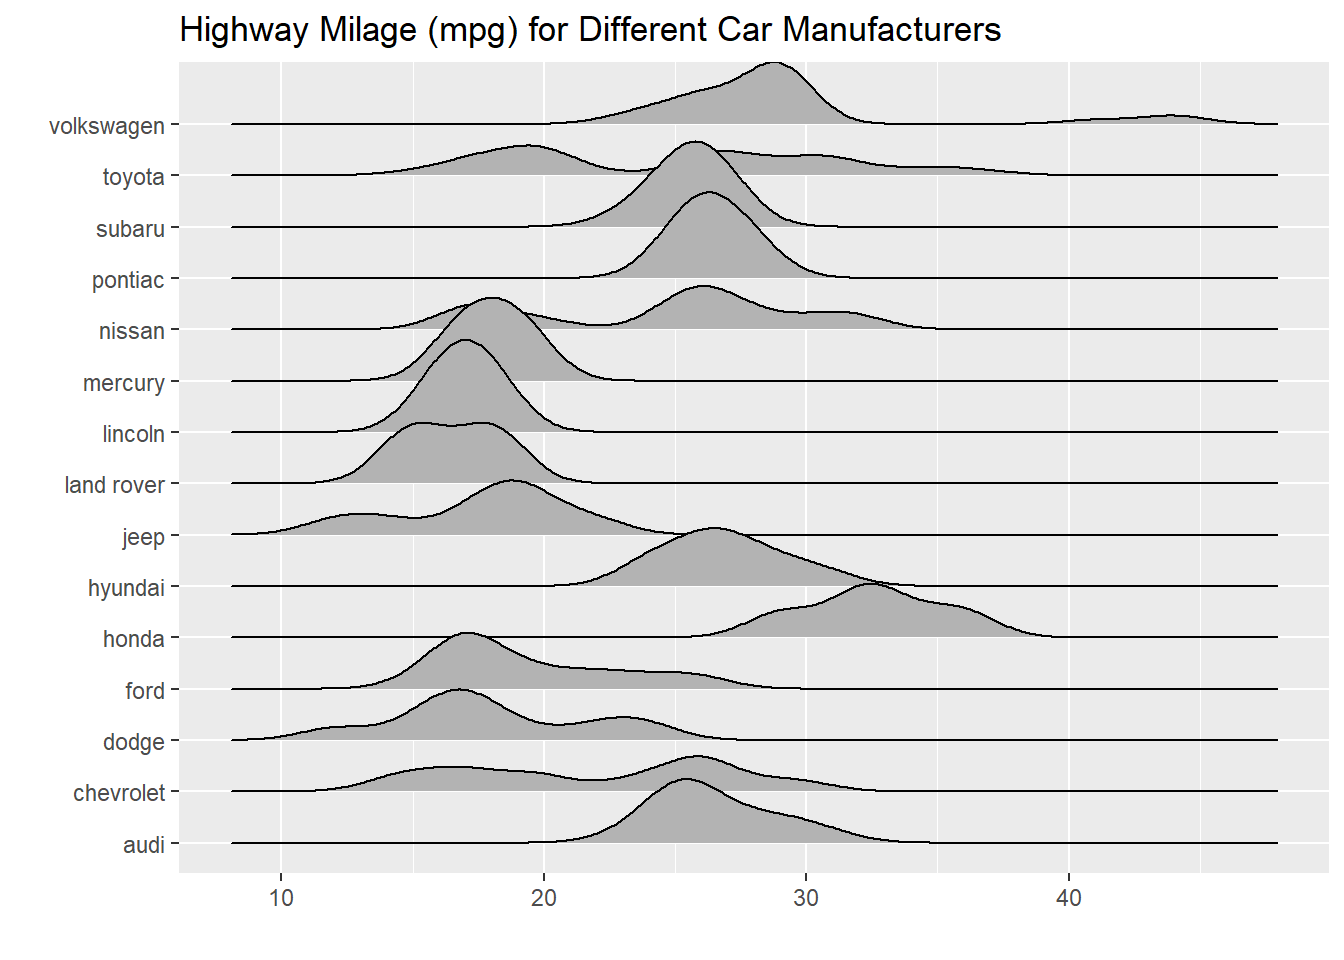 Highway Milage (mpg) for Different Car Manufacturers
volkswagen
toyota
subaru
pontiac
nissan
mercury
lincoln
land rover
jeep
hyundai
honda
ford
dodge
chevrolet
audi
10 20 30 40